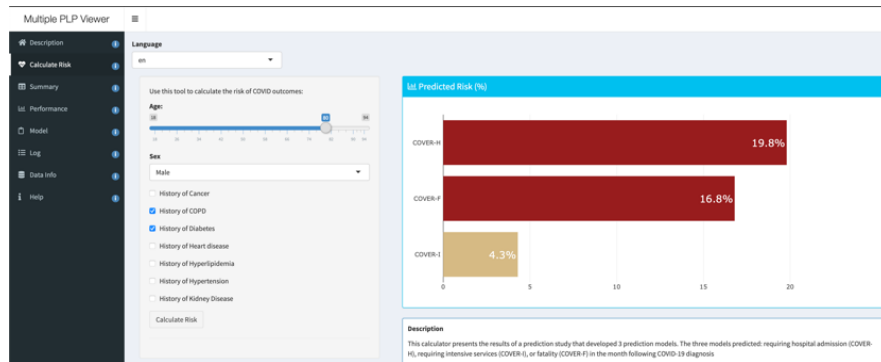 Multiple PLP Viewer
Description
Calculate Risk
Summary
Performance
Model
Log
Data Info
Help
Language
en
Use this tool to calculate the risk of COVID outcomes:
Age:
Sex
Male
History of Cancer
History of COPD
History of Diabetes
History of Heart disease
History of Hyperlipidemia
History of Hypertension
History of Kidney Disease
Calculate Risk
Predicted Risk (%)
COVER-H 19.8%
COVER-F 16.8%
COVER-I 4.3%
0 5 10 15 20
Description
This calculator presents the results of a prediction study that developed 3 prediction models. The three models predicted: requiring hospital admission (COVER-
H), requiring intensive services (COVER-I), or fatality (COVER-F) in the month following COVID-19 diagnosis